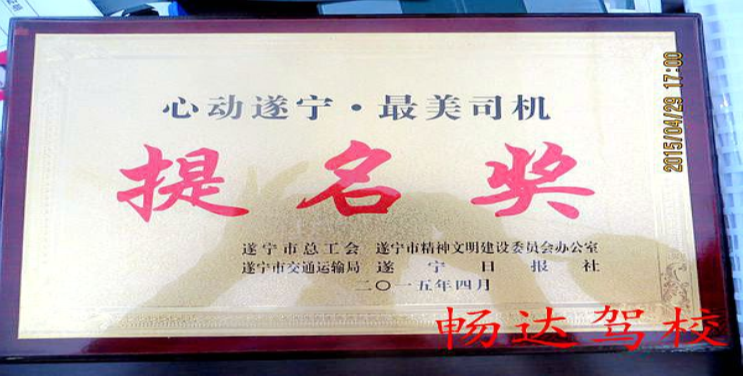 心动遂宁·最美司机
提名奖
遂宁市总工会 遂宁市精神文明建设委员会办公室
遂宁市交通运输局 遂宁日报社
二〇一五年四月
2015/04/29 17:00
畅达驾校